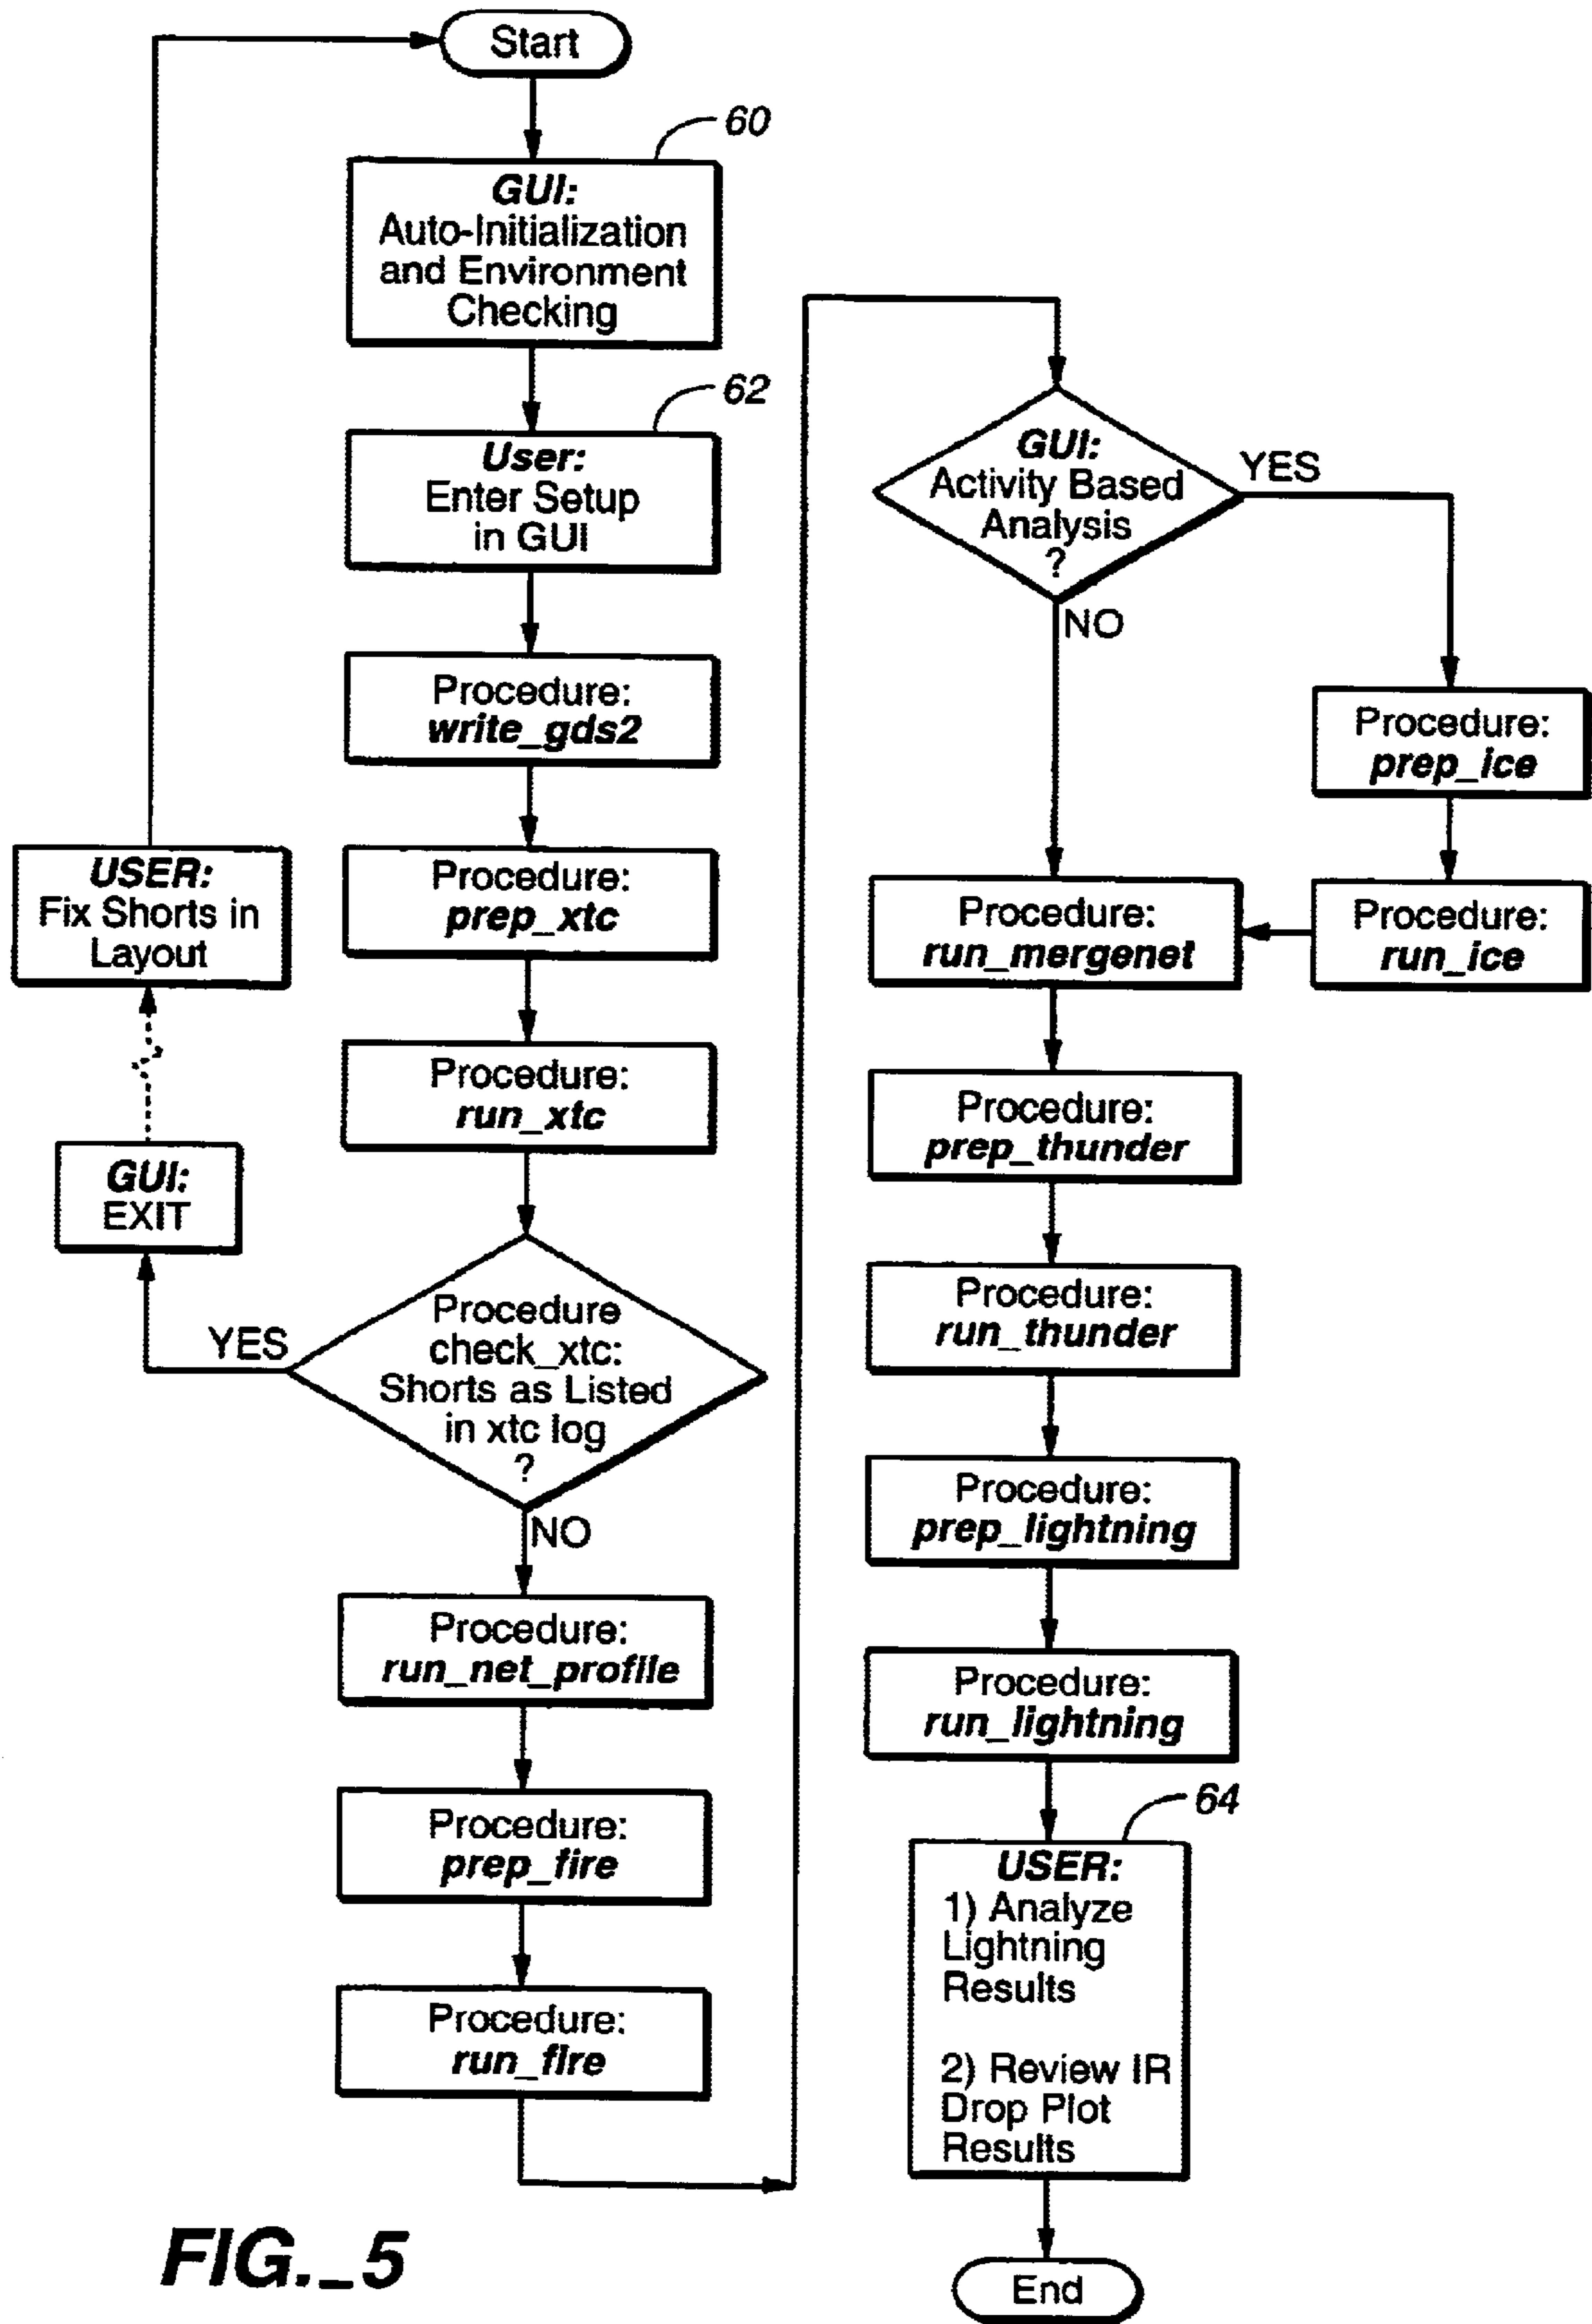 Start
60
GUI:
Auto-Initialization
and Environment
Checking
62
User:
Enter Setup
in GUI
Procedure:
write_gds2
Procedure:
prep_xtc
Procedure:
run_xtc
USER:
Fix Shorts in
Layout
GUI:
EXIT
YES
Procedure
check_xtc:
Shorts as Listed
in xtc log
?
NO
Procedure:
run_net_profile
Procedure:
prep_fire
Procedure:
run_fire
GUI:
Activity Based
Analysis
?
YES
NO
Procedure:
prep_ice
Procedure:
run_ice
Procedure:
run_mergenet
Procedure:
prep_thunder
Procedure:
run_thunder
Procedure:
prep_lightning
Procedure:
run_lightning
64
USER:
1) Analyze
Lightning
Results
2) Review IR
Drop Plot
Results
End
FIG._5